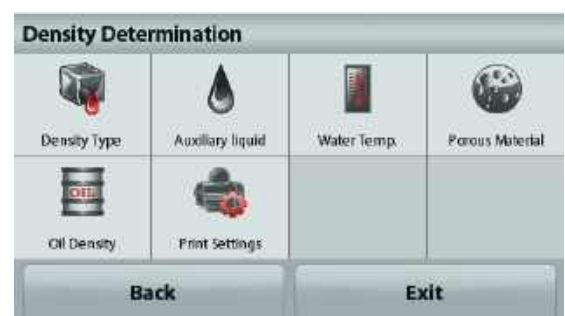 Density Determination
Density Type
Auxiliary liquid
Water Temp.
Porous Material
OIL
Oil Density
Print Settings
Back
Exit